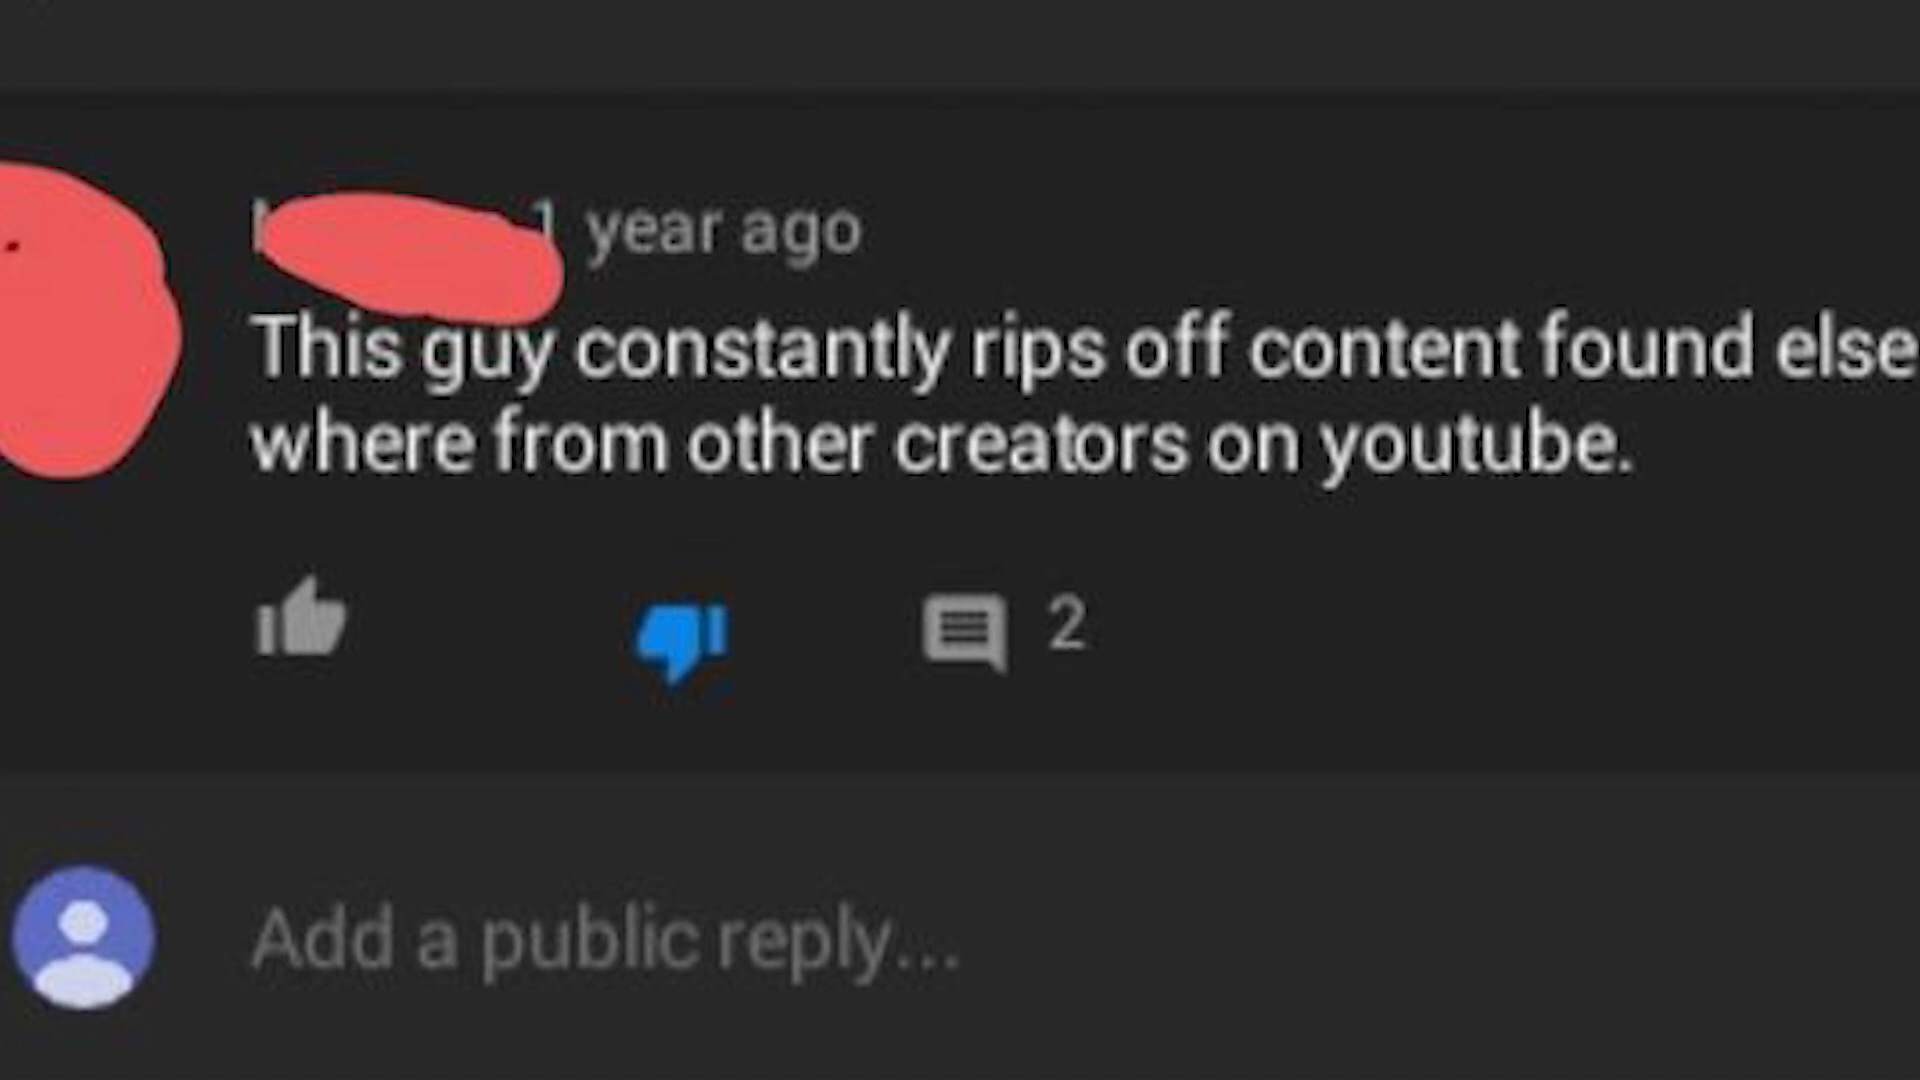 1 year ago
This guy constantly rips off content found else
where from other creators on youtube.
2
Add a public reply...